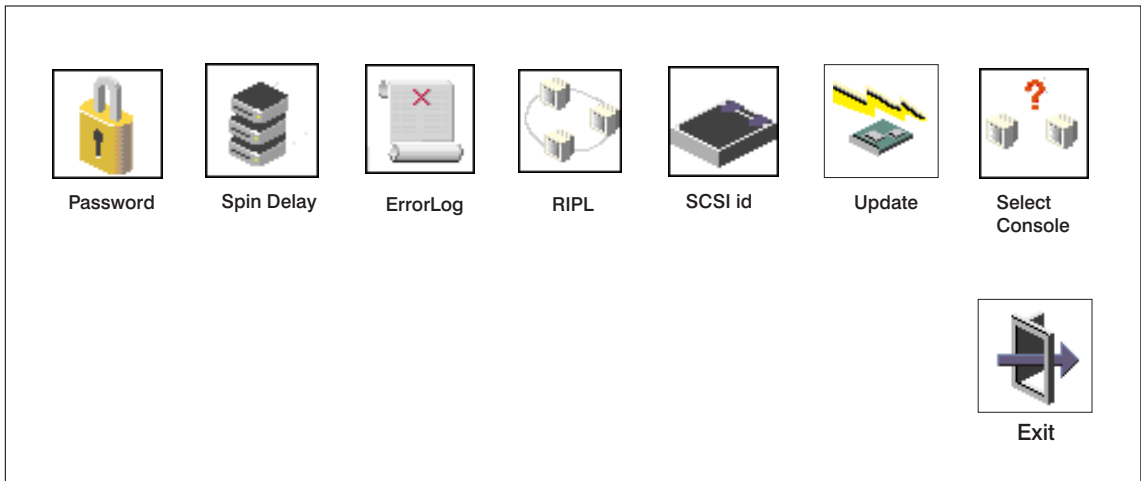 Password
Spin Delay
ErrorLog
RIPL
SCSI id
Update
Select
Console
?
Exit